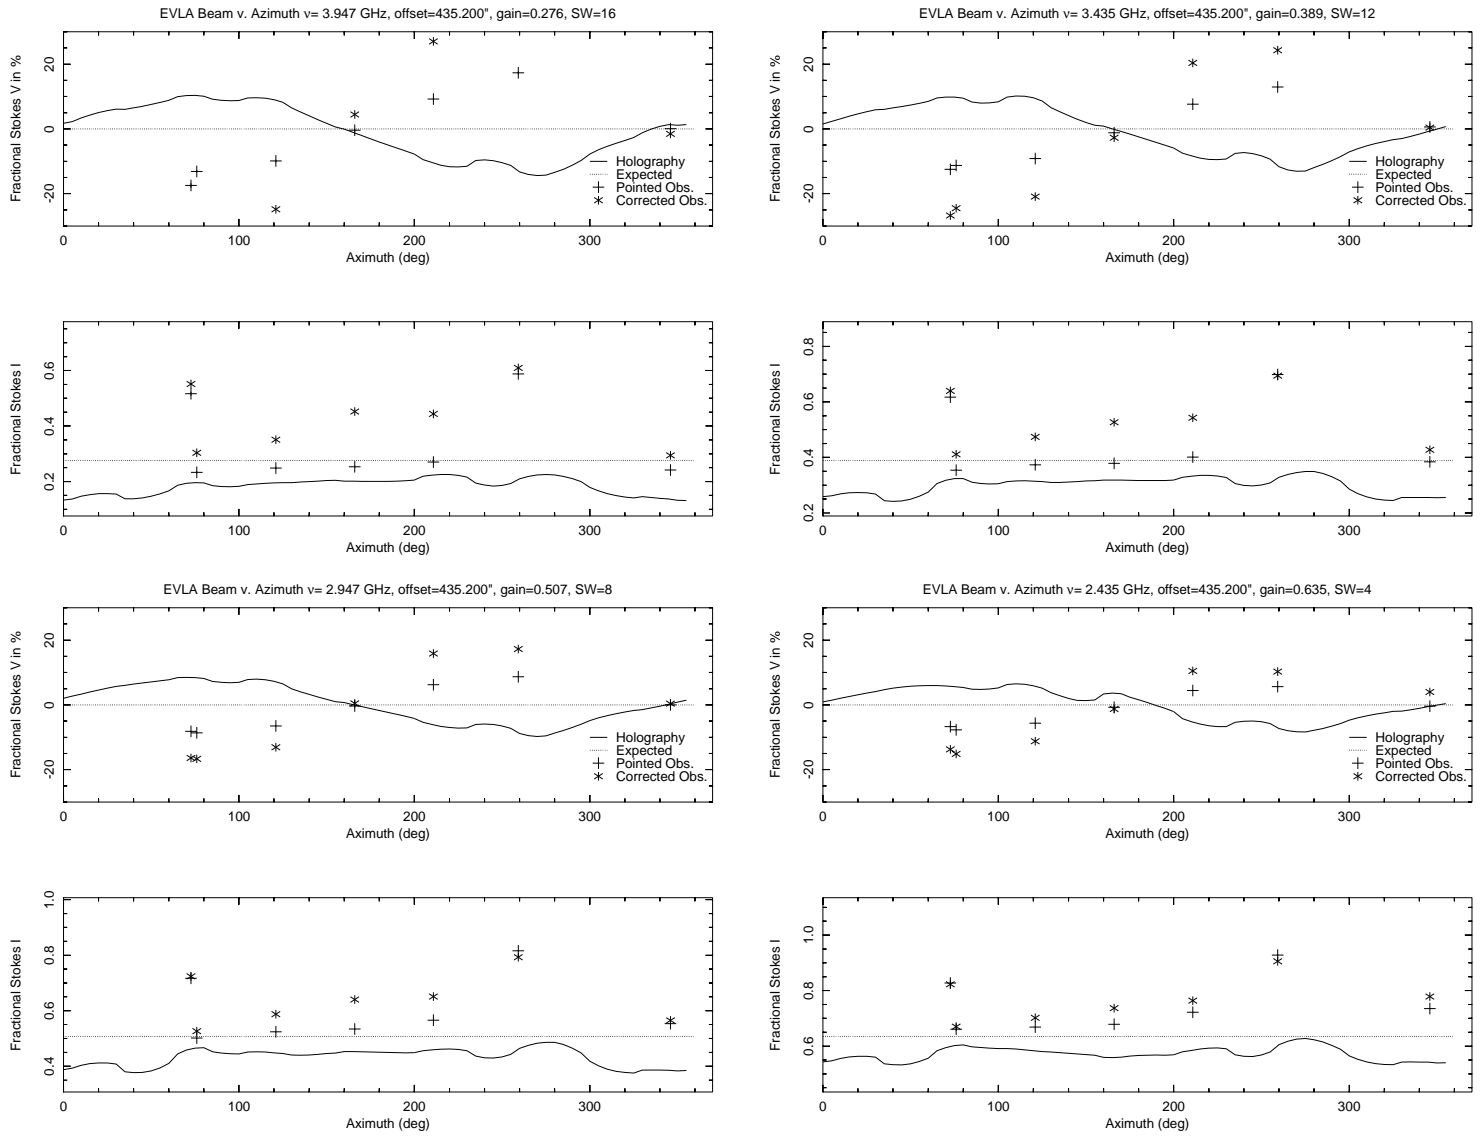 EVLA Beam v. Azimuth ν= 3.947 GHz, offset=435.200", gain=0.276, SW=16
Fractional Stokes V in %
20
0
-20
Holography
Expected
Pointed Obs.
Corrected Obs.
0 100 200 300
Azimuth (deg)
Fractional Stokes I
0.6
0.4
0.2
0 100 200 300
Azimuth (deg)
EVLA Beam v. Azimuth ν= 3.435 GHz, offset=435.200", gain=0.389, SW=12
Fractional Stokes V in %
20
0
-20
Holography
Expected
Pointed Obs.
Corrected Obs.
0 100 200 300
Azimuth (deg)
Fractional Stokes I
0.8
0.6
0.4
0.2
0 100 200 300
Azimuth (deg)
EVLA Beam v. Azimuth ν= 2.947 GHz, offset=435.200", gain=0.507, SW=8
Fractional Stokes V in %
20
0
-20
Holography
Expected
Pointed Obs.
Corrected Obs.
0 100 200 300
Azimuth (deg)
Fractional Stokes I
1.0
0.8
0.6
0.4
0 100 200 300
Azimuth (deg)
EVLA Beam v. Azimuth ν= 2.435 GHz, offset=435.200", gain=0.635, SW=4
Fractional Stokes V in %
20
0
-20
Holography
Expected
Pointed Obs.
Corrected Obs.
0 100 200 300
Azimuth (deg)
Fractional Stokes I
1.0
0.8
0.6
0 100 200 300
Azimuth (deg)